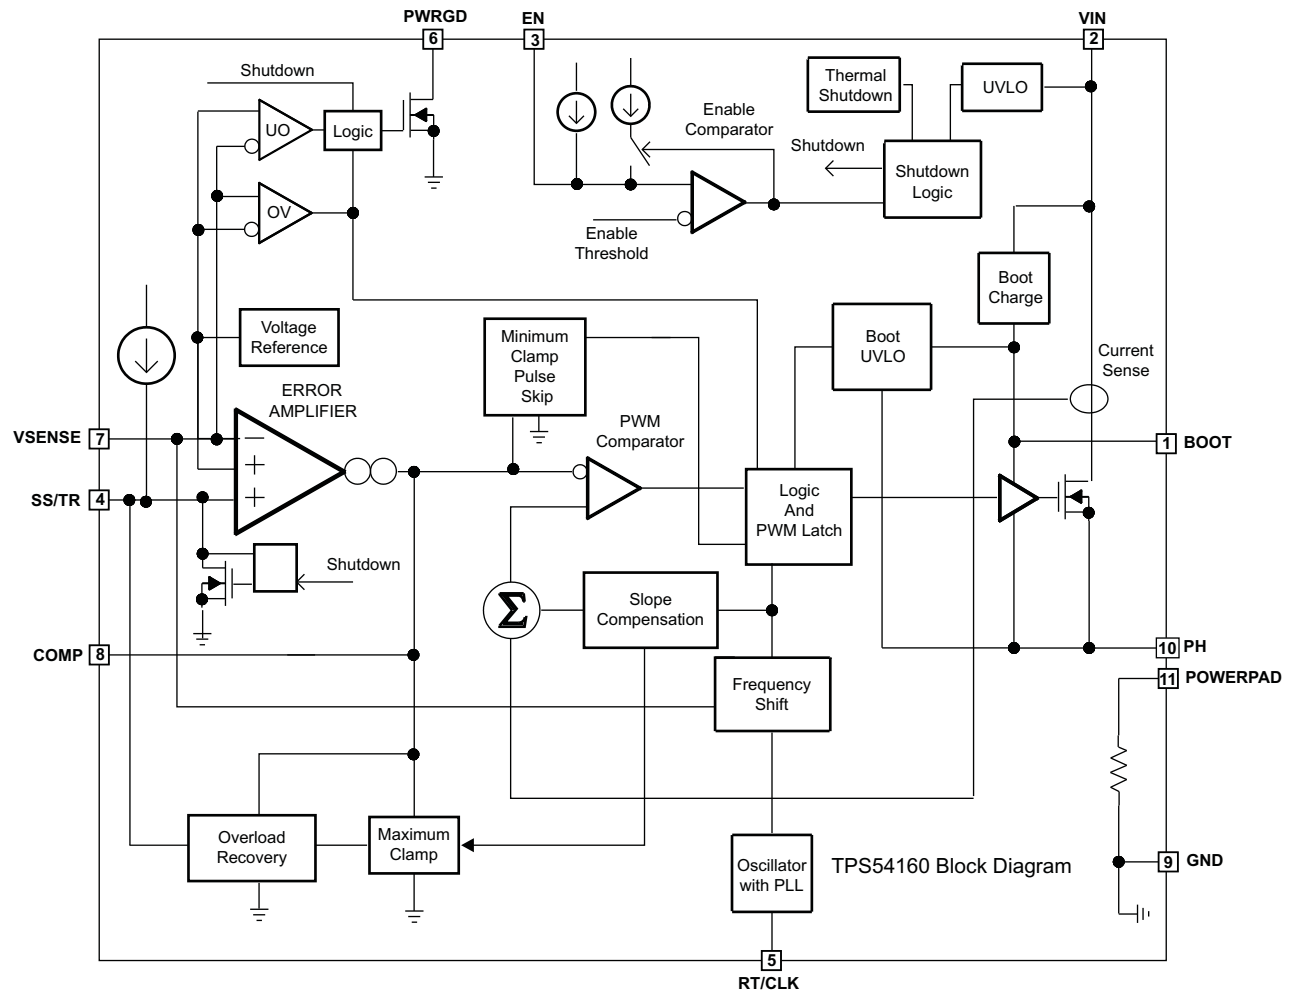 PWRGD
EN
VIN
6
3
2
Shutdown
UO
Logic
Enable
Comparator
Thermal
Shutdown
UVLO
Shutdown
Shutdown
Logic
OV
Enable
Threshold
Boot
Charge
Voltage
Reference
Minimum
Clamp
Pulse
Skip
Boot
UVLO
Current
Sense
ERROR
AMPLIFIER
PWM
Comparator
VSENSE
7
−
+
+
1
BOOT
SS/TR
4
Logic
And
PWM Latch
Shutdown
Σ
Slope
Compensation
COMP
8
10
PH
11
POWERPAD
Frequency
Shift
Overload
Recovery
Maximum
Clamp
Oscillator
with PLL
TPS54160 Block Diagram
9
GND
5
RT/CLK